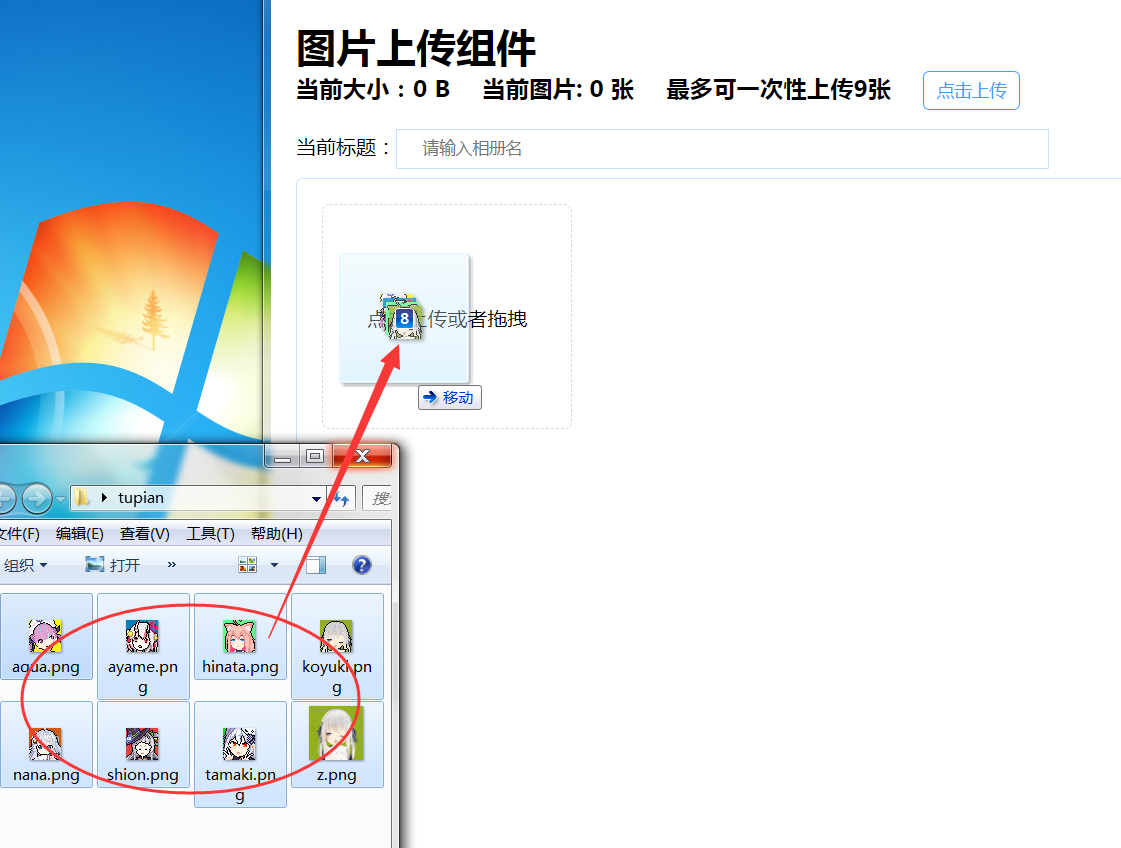 图片上传组件
当前大小：0 B 当前图片: 0 张 最多可一次性上传9张 点击上传
当前标题： 请输入相册名
上传或者拖拽
8
移动
tupian
文件(F) 编辑(E) 查看(V) 工具(T) 帮助(H)
组织 打开 »
aqua.png ayame.png hinata.png koyuki.png
nana.png shion.png tamaki.png z.png